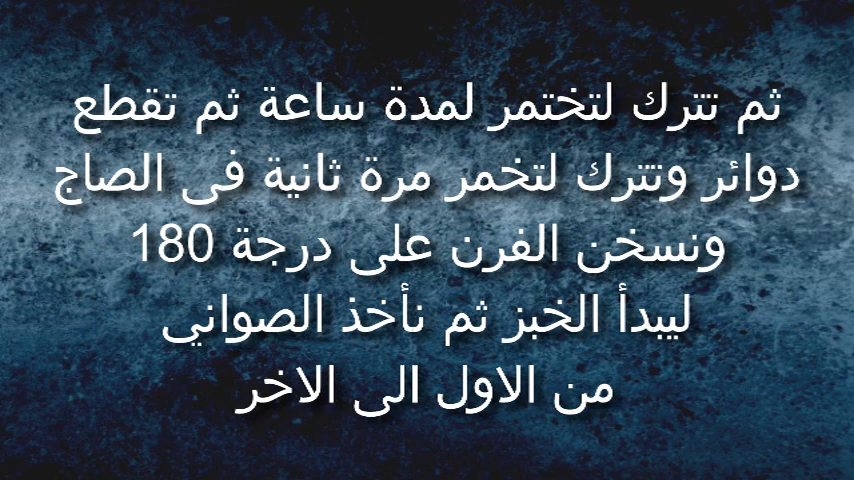 ثم تترك لتختمر لمدة ساعة ثم تقطع
دوائر وتترك لتخمر مرة ثانية فى الصاج
ونسخن الفرن على درجة 180
ليبدأ الخبز ثم نأخذ الصواني
من الاول الى الاخر